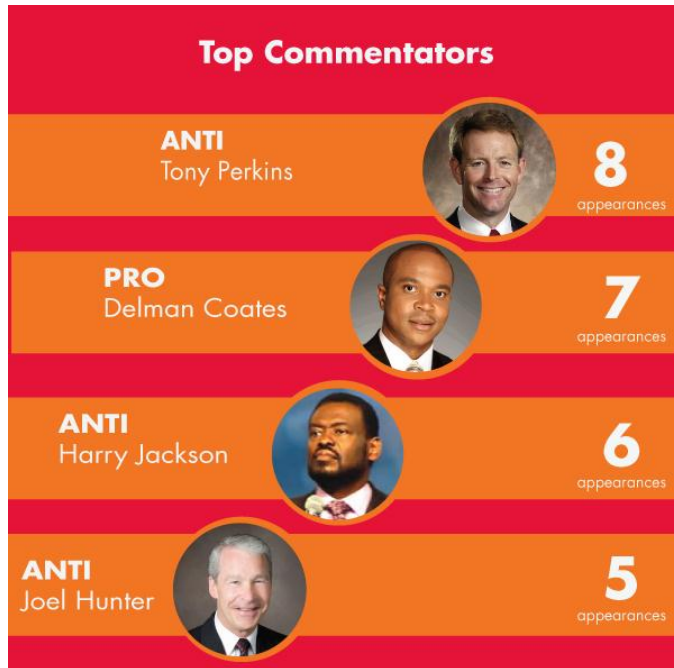 Top Commentators
ANTI
Tony Perkins
8
appearances
PRO
Delman Coates
7
appearances
ANTI
Harry Jackson
6
appearances
ANTI
Joel Hunter
5
appearances